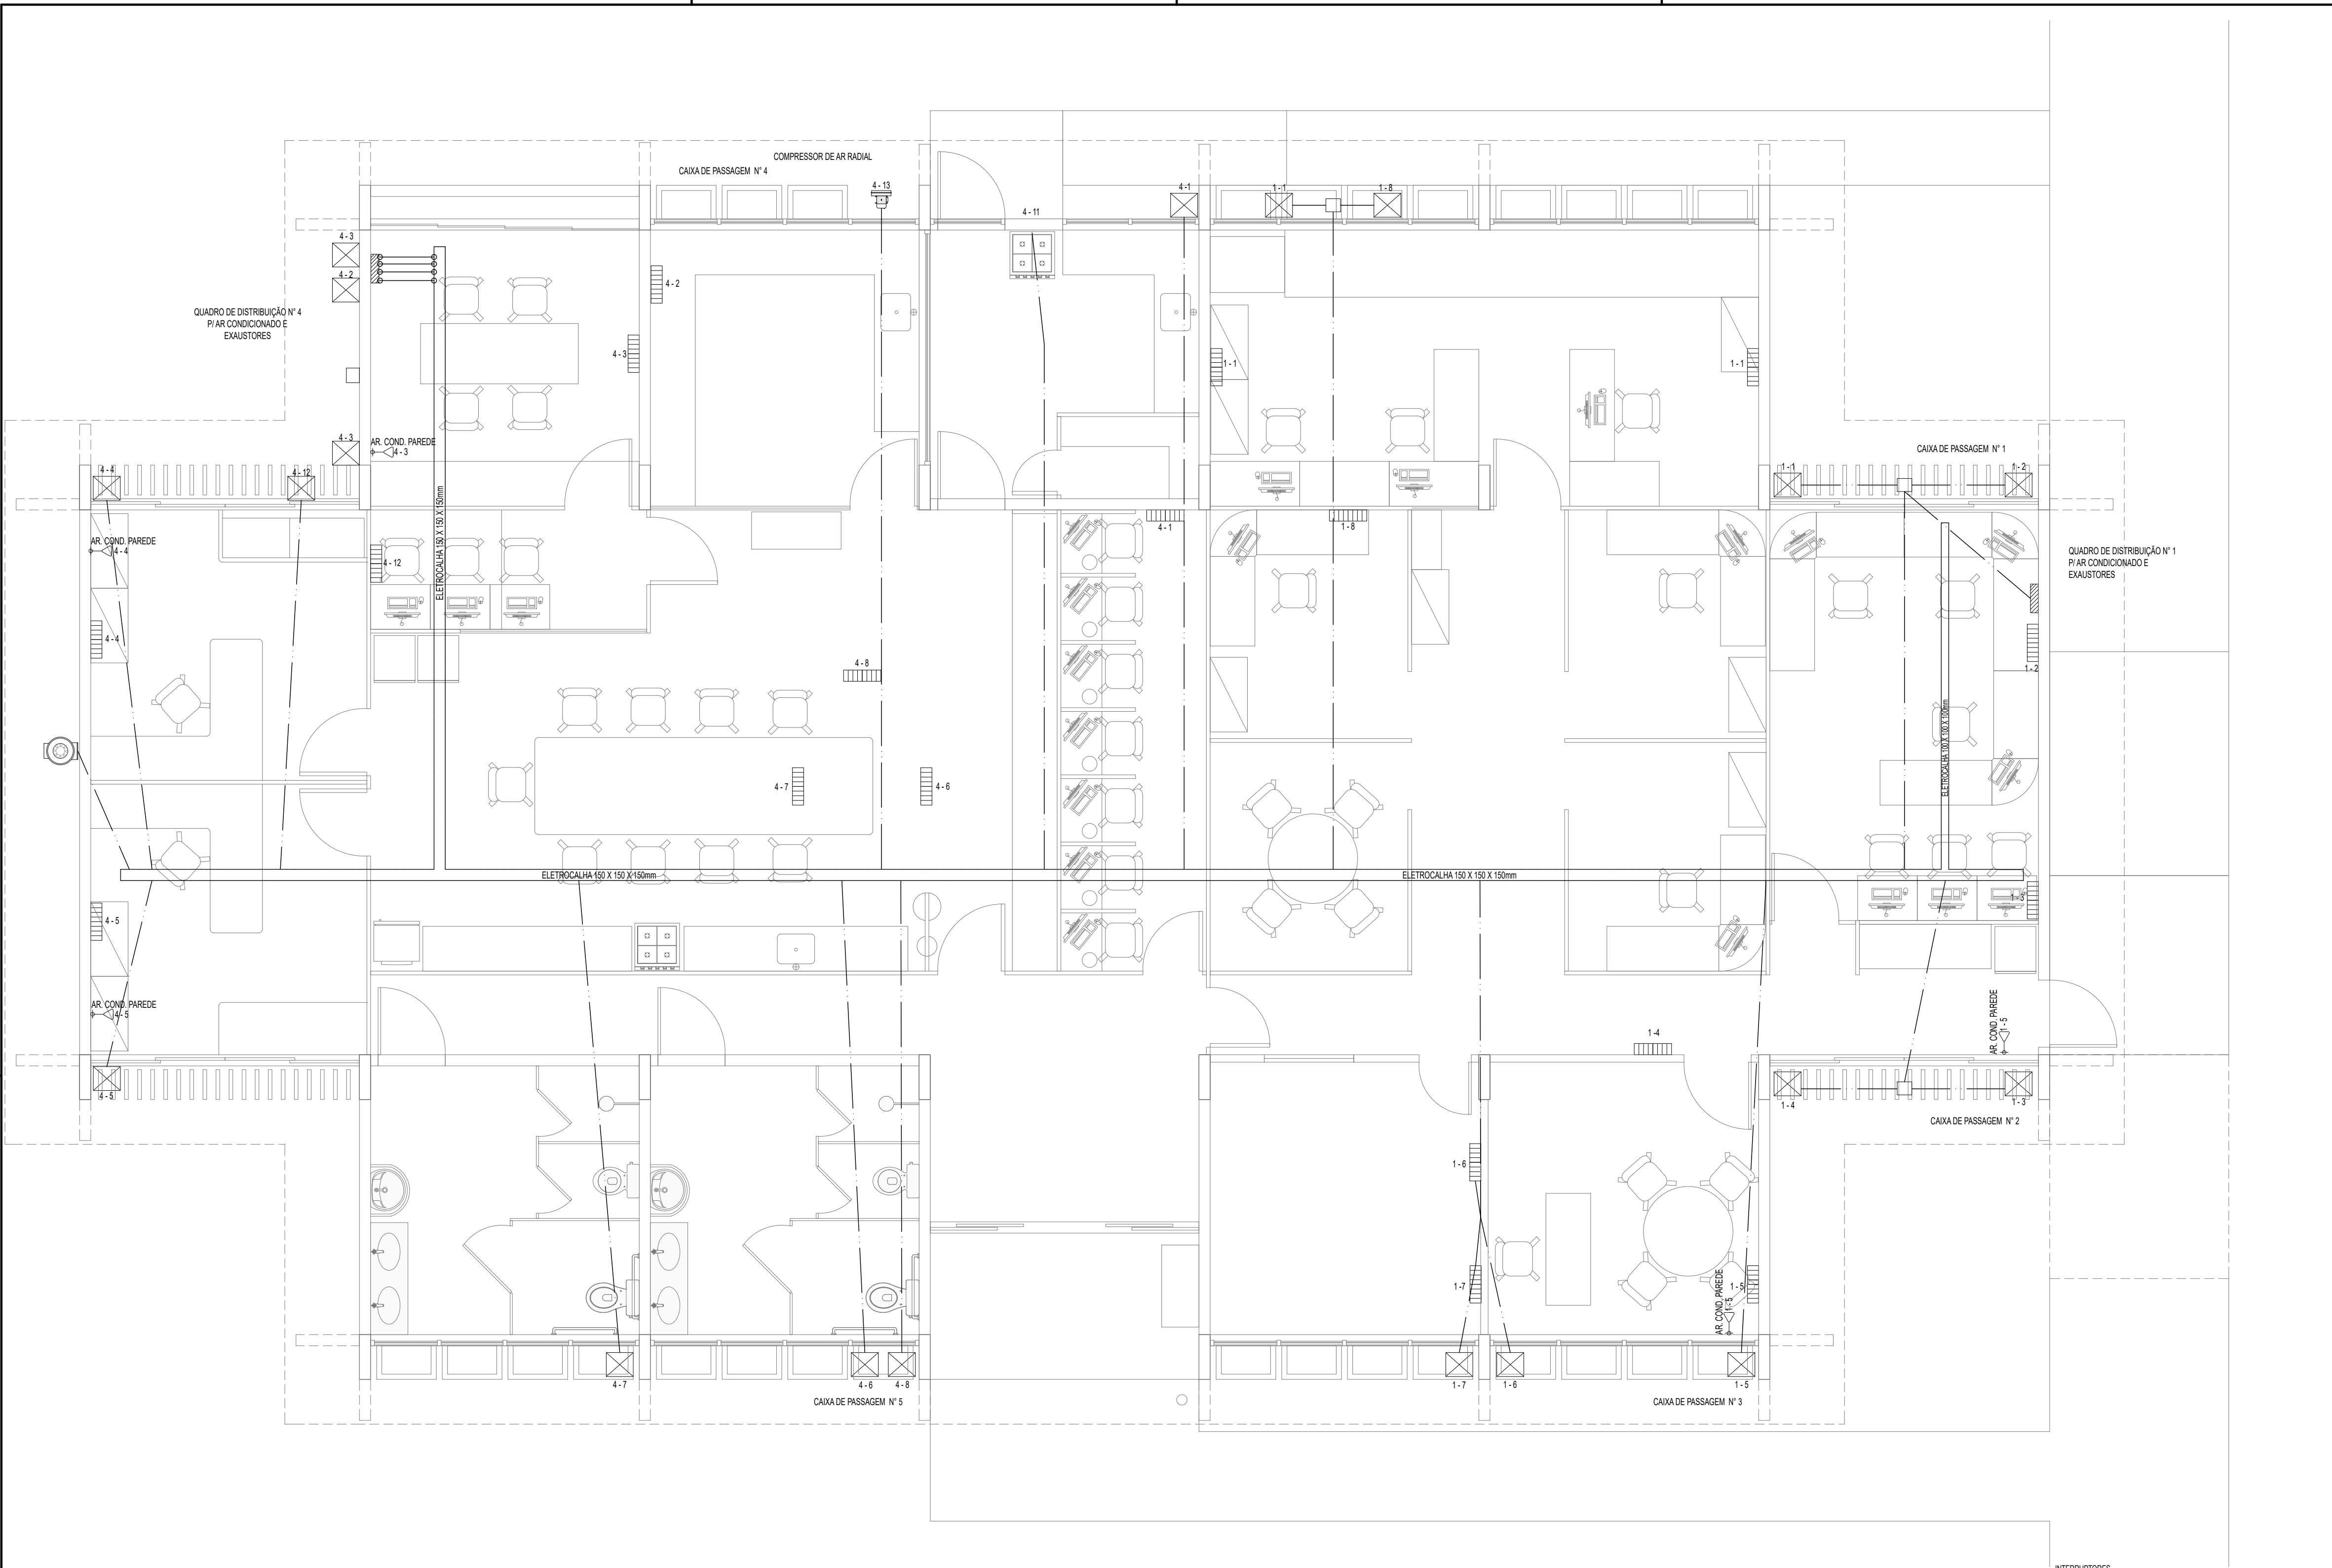 COMPRESSOR DE AR RADIAL
CAIXA DE PASSAGEM N° 4
4 - 13
4 -1
1 -1
1 -8
4 - 11
4 - 3
4 - 2
4 - 2
QUADRO DE DISTRIBUIÇÃO N° 4
P/ AR CONDICIONADO E
EXAUSTORES
4 - 3
1 -1
1 -1
4 - 3
AR. COND. PAREDE
4 - 3
CAIXA DE PASSAGEM N° 1
4 - 4
4 - 12
1 -1
1 -2
ELETROCALHA 150 X 150 X 150mm
4 - 1
1 - 8
AR. COND. PAREDE
4 - 4
QUADRO DE DISTRIBUIÇÃO N° 1
P/ AR CONDICIONADO E
EXAUSTORES
4 - 12
4 - 4
4 - 8
1 - 2
ELETROCALHA 100 X 100 X 100mm
4 - 7
4 - 6
ELETROCALHA 150 X 150 X 150mm
ELETROCALHA 150 X 150 X 150mm
1 - 3
4 - 5
AR. COND. PAREDE
4 - 5
AR. COND. PAREDE
1 - 5
1 -4
4 - 5
1 - 4
1 - 3
CAIXA DE PASSAGEM N° 2
1 - 6
1 -7
1 - 5
AR. COND. PAREDE
1 - 5
4 - 7
4 - 6
4 - 8
1 - 7
1 - 6
1 - 5
CAIXA DE PASSAGEM N° 5
CAIXA DE PASSAGEM N° 3
INTERRUPTORES